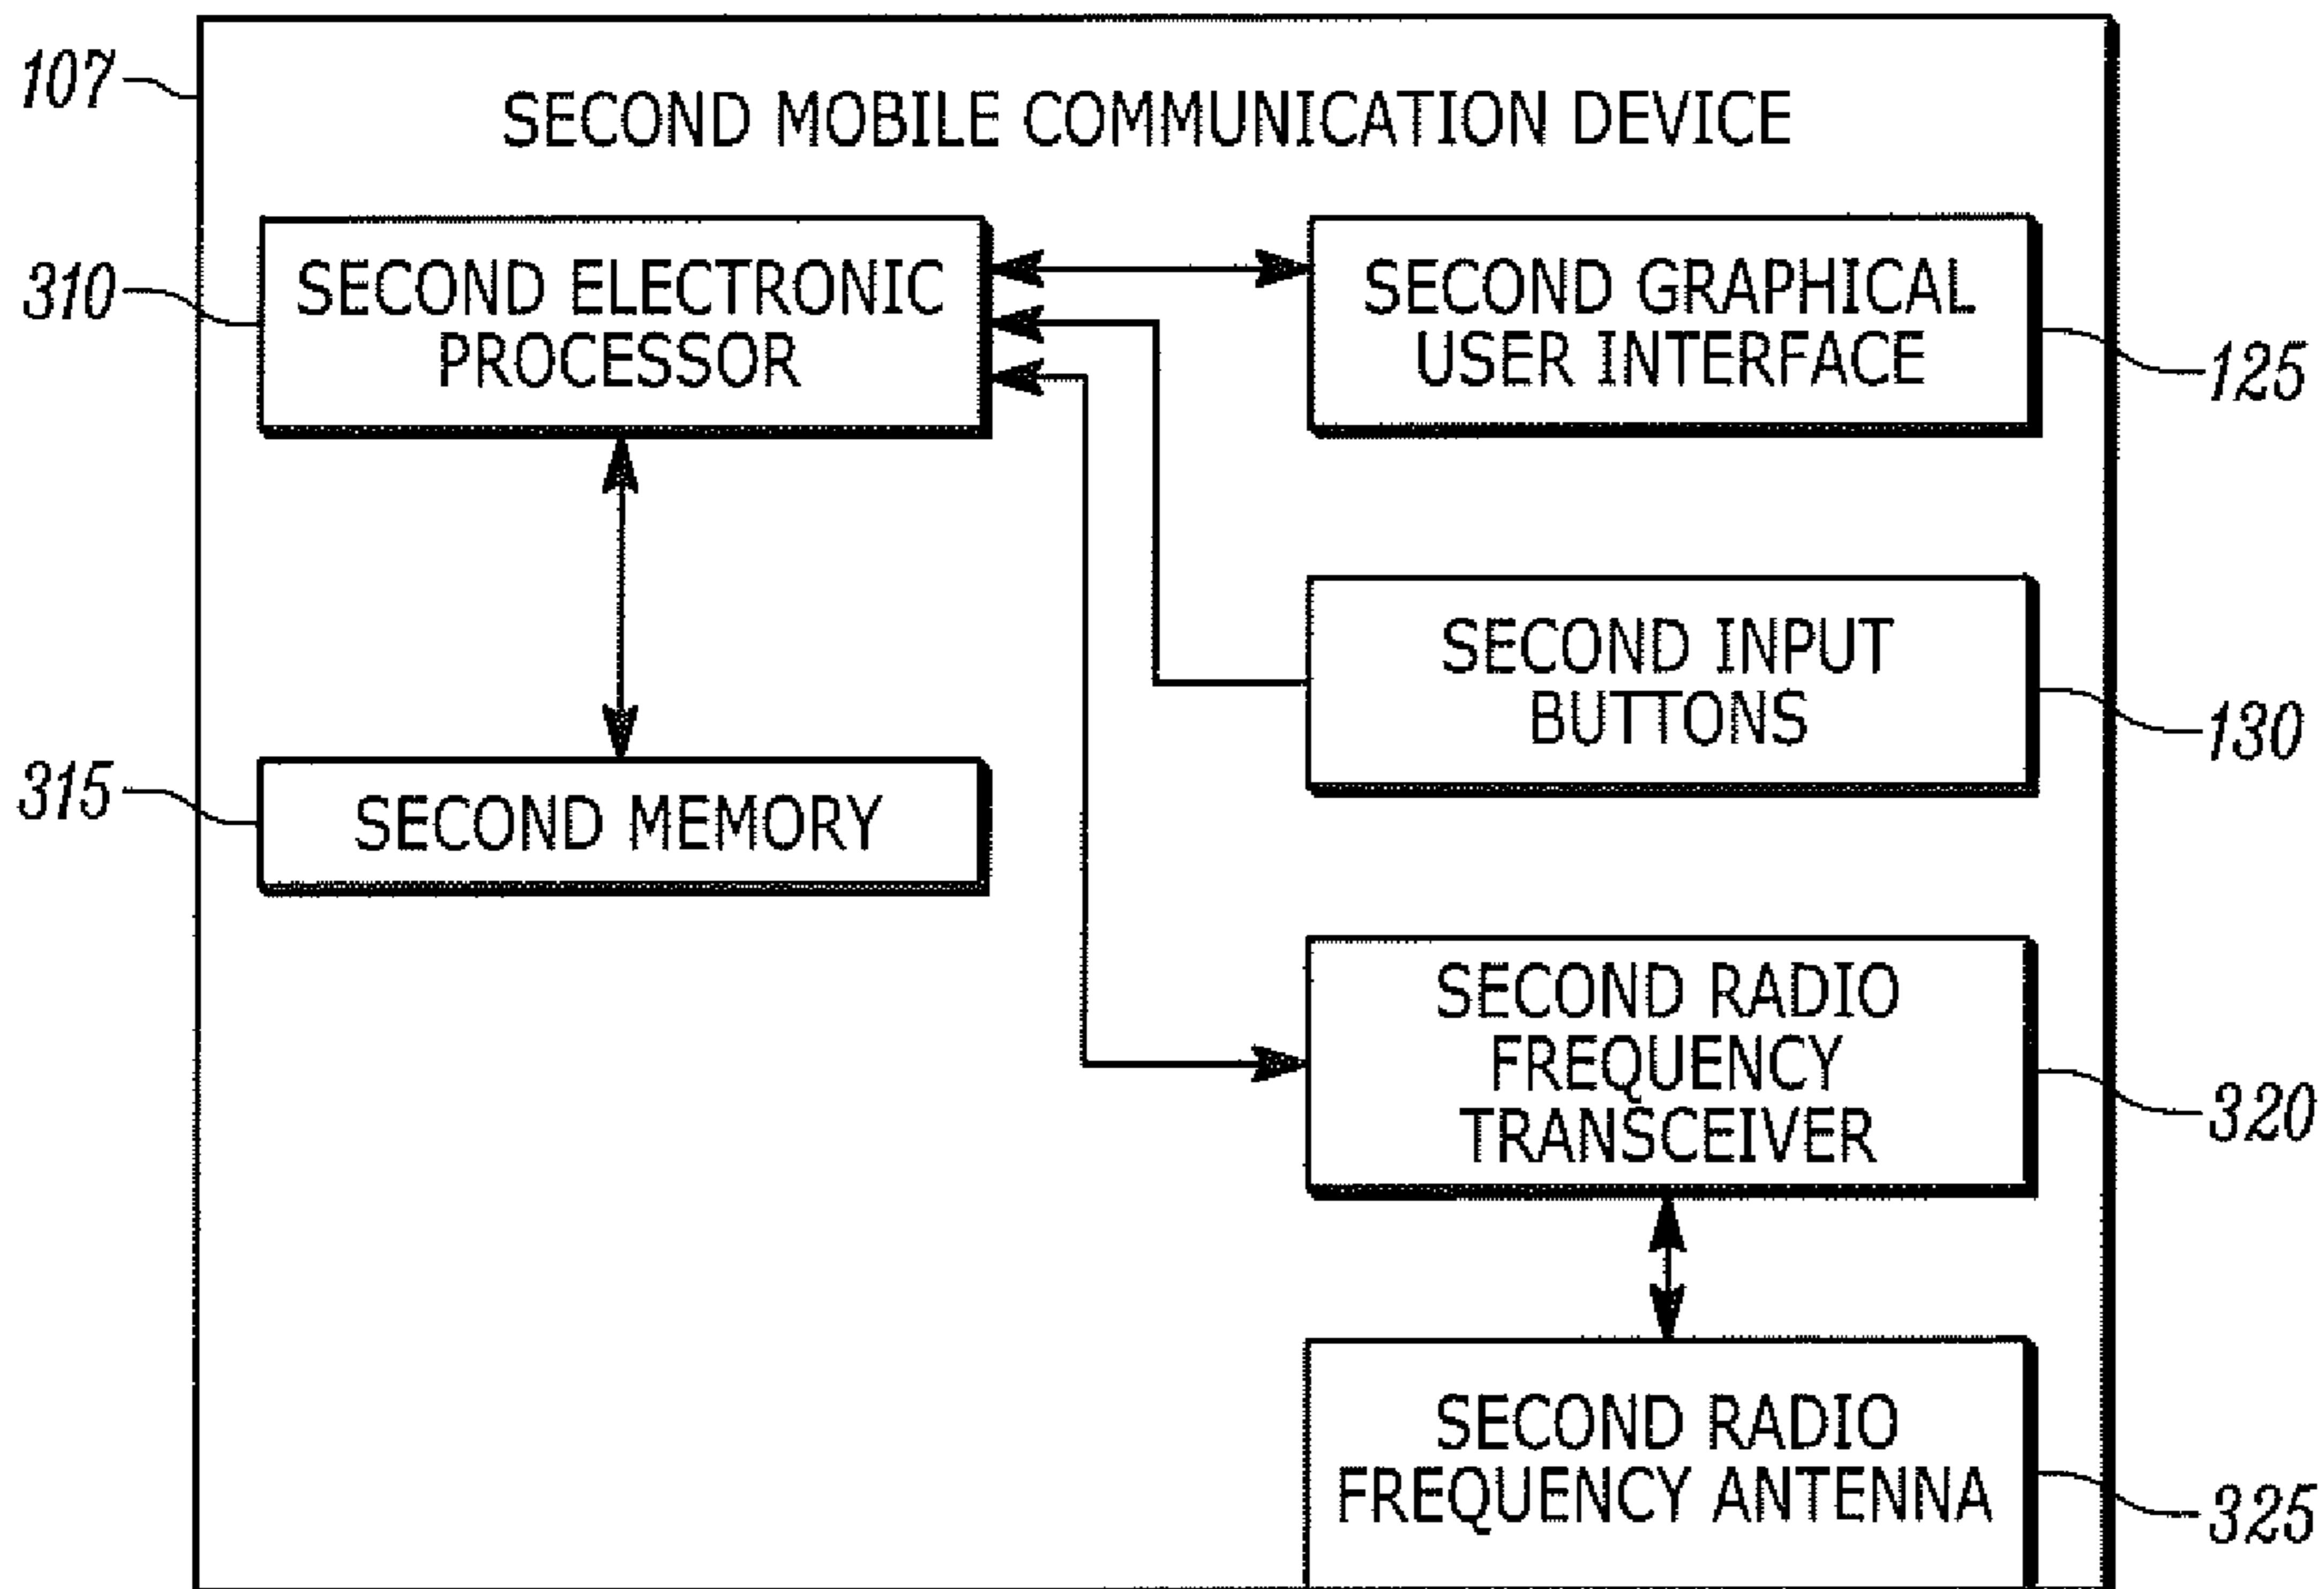 107
SECOND MOBILE COMMUNICATION DEVICE
310
SECOND ELECTRONIC
PROCESSOR
SECOND GRAPHICAL
USER INTERFACE
125
SECOND INPUT
BUTTONS
130
315
SECOND MEMORY
SECOND RADIO
FREQUENCY
TRANSCEIVER
320
SECOND RADIO
FREQUENCY ANTENNA
325